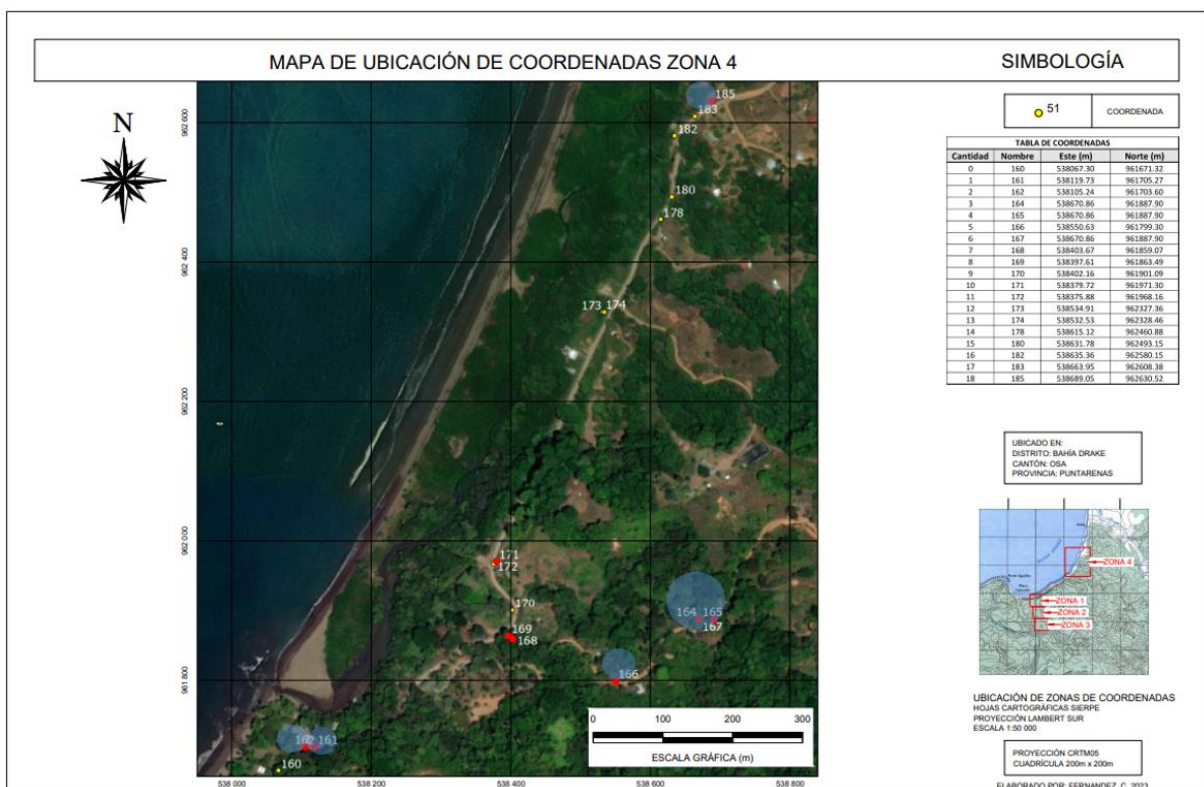 MAPA DE UBICACIÓN DE COORDENADAS ZONA 4
SIMBOLOGÍA
N
51
COORDENADA
TABLA DE COORDENADAS
Cantidad Nombre Este (m) Norte (m)
0 160 538067.30 961671.32
1 161 538119.73 961705.27
2 162 538105.24 961703.60
3 164 538670.86 961887.90
4 165 538670.86 961887.90
5 166 538550.63 961799.30
6 167 538670.86 961887.90
7 168 538403.67 961859.07
8 169 538397.61 961863.49
9 170 538402.16 961901.09
10 171 538379.72 961971.30
11 172 538375.88 961968.16
12 173 538534.91 962327.36
13 174 538532.53 962328.46
14 178 538615.12 962460.88
15 180 538631.78 962493.15
16 182 538635.36 962580.15
17 183 538663.95 962608.38
18 185 538689.05 962630.52
185
183
182
180
178
173 174
171
172
170
169
168
164 165
167
166
162 161
160
962 600
962 400
962 200
962 000
961 800
538 000
538 200
538 400
538 600
538 800
0 100 200 300
ESCALA GRÁFICA (m)
UBICADO EN:
DISTRITO: BAHÍA DRAKE
CANTÓN: OSA
PROVINCIA: PUNTARENAS
ZONA 4
ZONA 1
ZONA 2
ZONA 3
UBICACIÓN DE ZONAS DE COORDENADAS
HOJAS CARTOGRÁFICAS SIERPE
PROYECCIÓN LAMBERT SUR
ESCALA 1:50 000
PROYECCIÓN CRTM05
CUADRÍCULA 200m x 200m
ELABORADO POR: FERNANDEZ, C, 2023